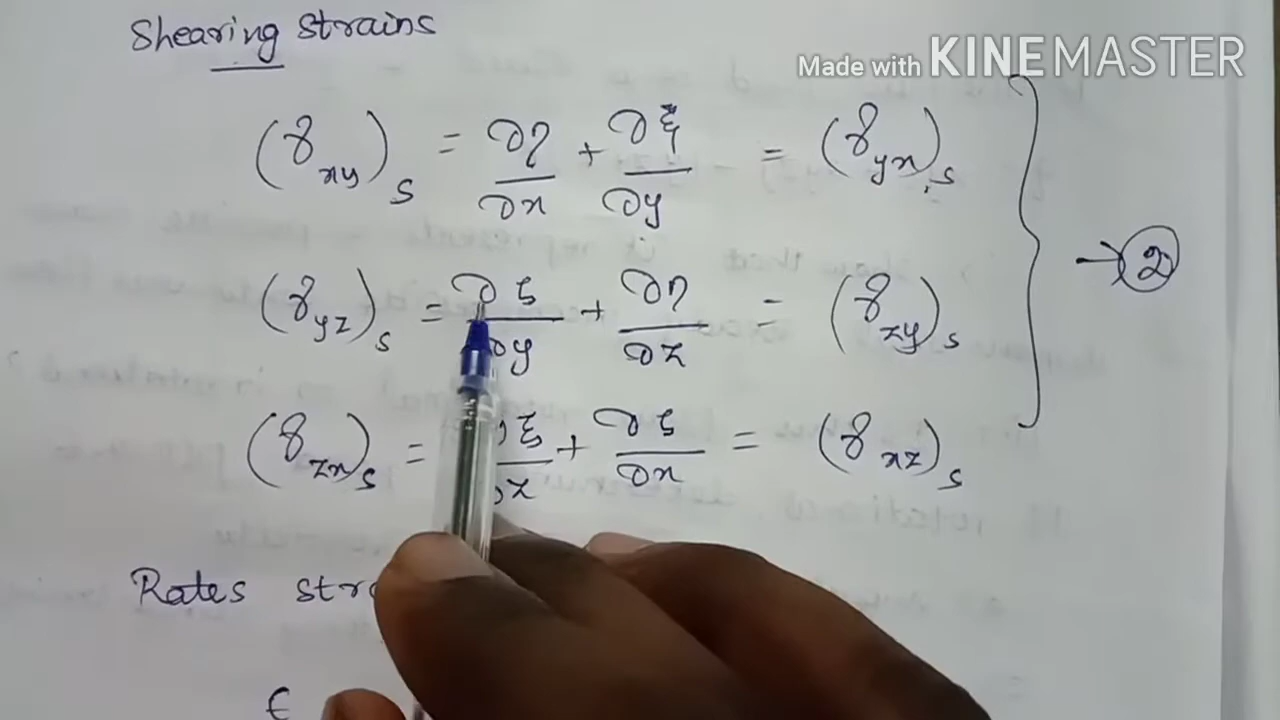 Shearing strains
Made with KINEMASTER
(γxy)s = ∂η/∂x + ∂ξ/∂y = (γyx)s
(γyz)s = ∂ζ/∂y + ∂η/∂z = (γzy)s
→ 2
(γzx)s = ∂ξ/∂z + ∂ζ/∂x = (γxz)s
Rates
ϵ